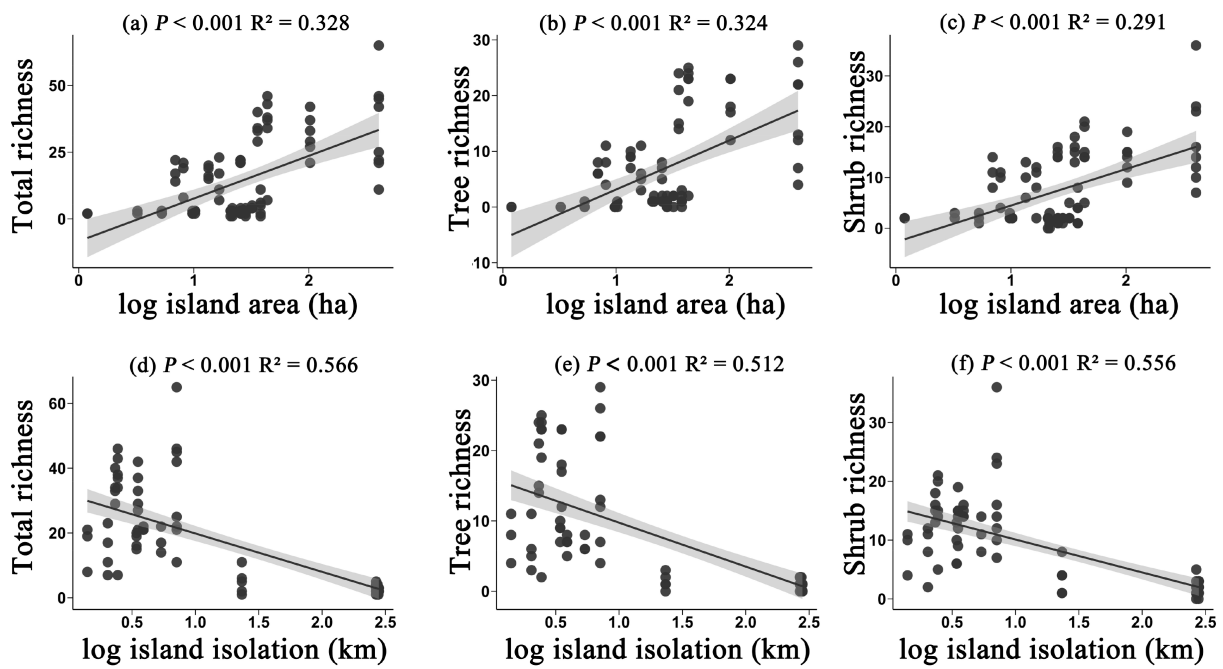 (a) P < 0.001 R² = 0.328
Total richness
50
25
0
0
1
2
log island area (ha)
(b) P < 0.001 R² = 0.324
Tree richness
30
20
10
0
-10
0
1
2
log island area (ha)
(c) P < 0.001 R² = 0.291
Shrub richness
30
20
10
0
0
1
2
log island area (ha)
(d) P < 0.001 R² = 0.566
Total richness
60
40
20
0
0.5
1.0
1.5
2.0
2.5
log island isolation (km)
(e) P < 0.001 R² = 0.512
Tree richness
30
20
10
0
0.5
1.0
1.5
2.0
2.5
log island isolation (km)
(f) P < 0.001 R² = 0.556
Shrub richness
30
20
10
0
0.5
1.0
1.5
2.0
2.5
log island isolation (km)